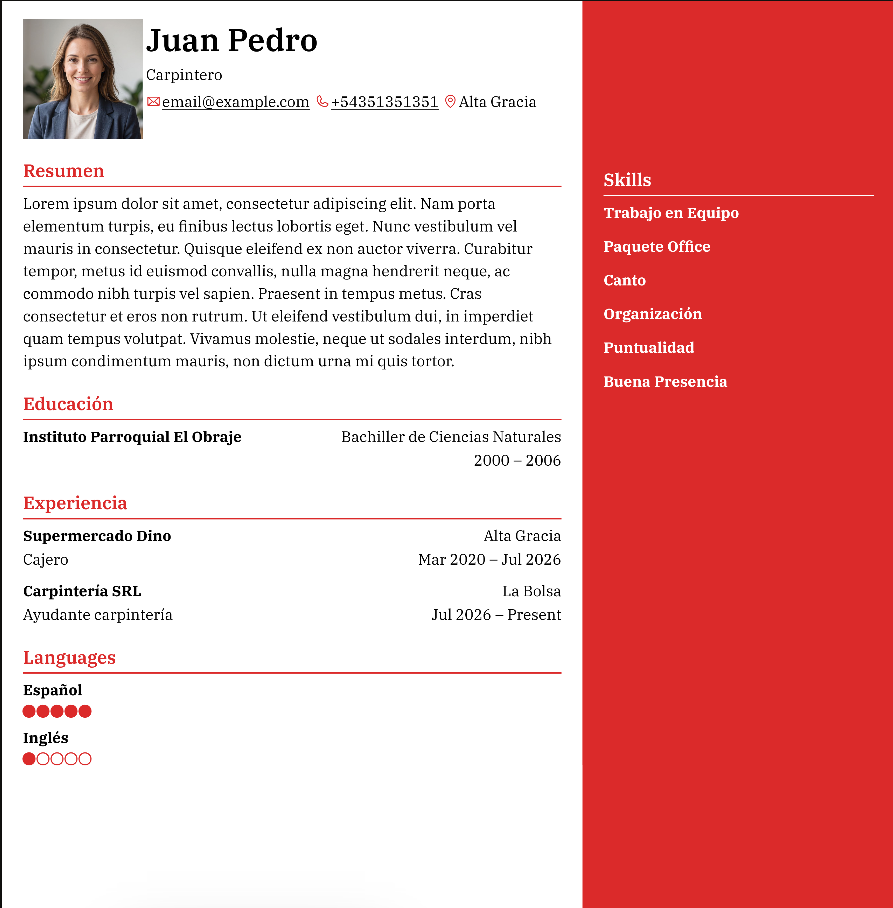 Juan Pedro
Carpintero
email@example.com +54351351351 Alta Gracia
Resumen
Lorem ipsum dolor sit amet, consectetur adipiscing elit. Nam porta
elementum turpis, eu finibus lectus lobortis eget. Nunc vestibulum vel
mauris in consectetur. Quisque eleifend ex non auctor viverra. Curabitur
tempor, metus id euismod convallis, nulla magna hendrerit neque, ac
commodo nibh turpis vel sapien. Praesent in tempus metus. Cras
consectetur et eros non rutrum. Ut eleifend vestibulum dui, in imperdiet
quam tempus volutpat. Vivamus molestie, neque ut sodales interdum, nibh
ipsum condimentum mauris, non dictum urna mi quis tortor.
Educación
Instituto Parroquial El Obraje Bachiller de Ciencias Naturales
2000 – 2006
Experiencia
Supermercado Dino Alta Gracia
Cajero Mar 2020 – Jul 2026
Carpintería SRL La Bolsa
Ayudante carpintería Jul 2026 – Present
Languages
Español
Inglés
Skills
Trabajo en Equipo
Paquete Office
Canto
Organización
Puntualidad
Buena Presencia